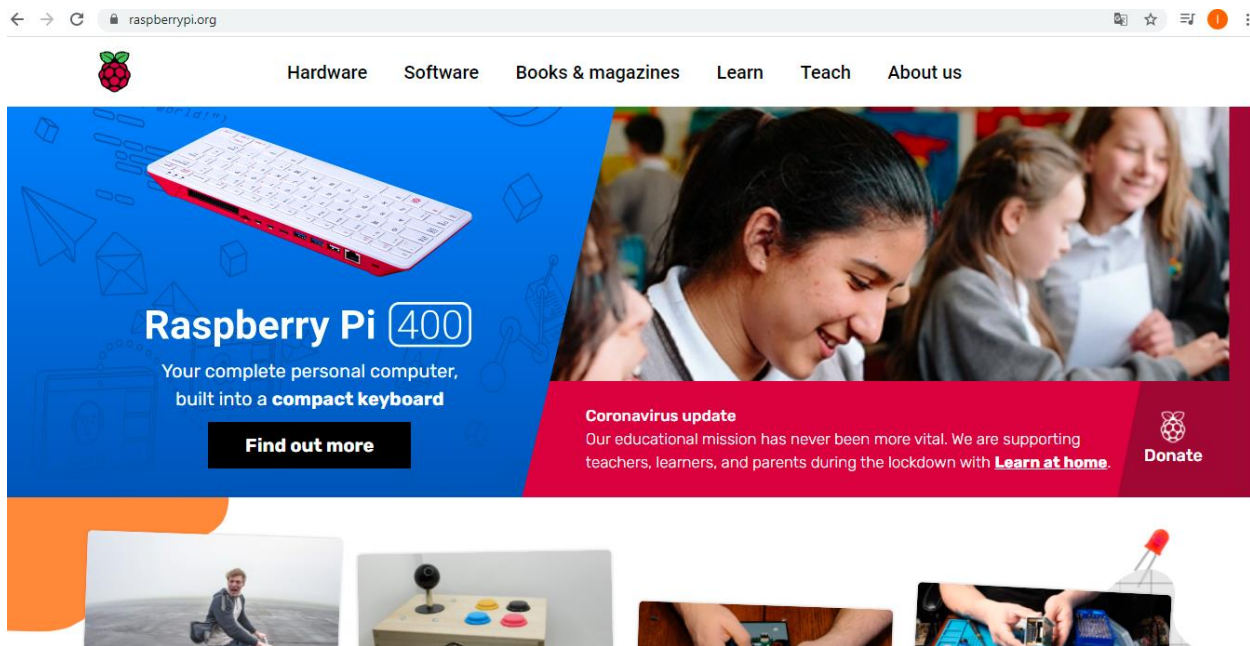 raspberrypi.org
I
Hardware Software Books & magazines Learn Teach About us
world!")
Raspberry Pi 400
Your complete personal computer,
built into a compact keyboard
Find out more
Coronavirus update
Our educational mission has never been more vital. We are supporting
teachers, learners, and parents during the lockdown with Learn at home.
Donate